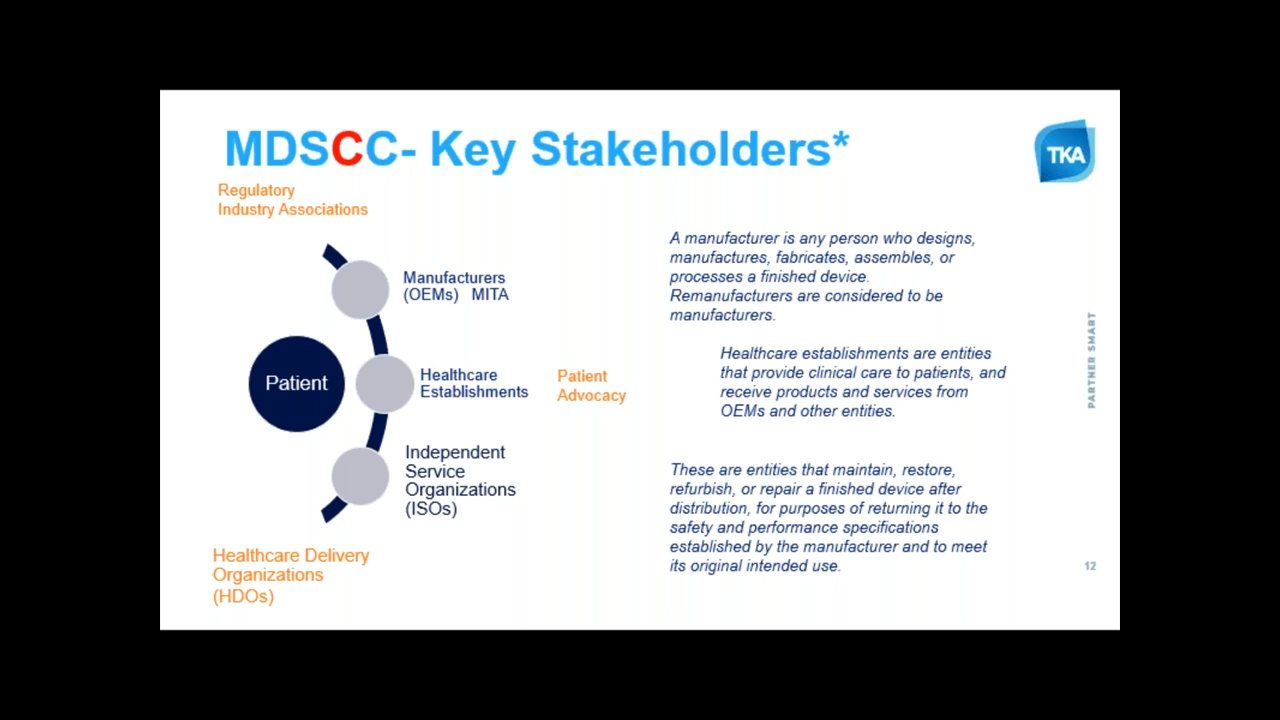 MDSCC- Key Stakeholders*
TKA
Regulatory
Industry Associations
Manufacturers
(OEMs) MITA
Patient
Healthcare
Establishments
Patient
Advocacy
Independent
Service
Organizations
(ISOs)
Healthcare Delivery
Organizations
(HDOs)
A manufacturer is any person who designs,
manufactures, fabricates, assembles, or
processes a finished device.
Remanufacturers are considered to be
manufacturers.
Healthcare establishments are entities
that provide clinical care to patients, and
receive products and services from
OEMs and other entities.
These are entities that maintain, restore,
refurbish, or repair a finished device after
distribution, for purposes of returning it to the
safety and performance specifications
established by the manufacturer and to meet
its original intended use.
PARTNER SMART
12